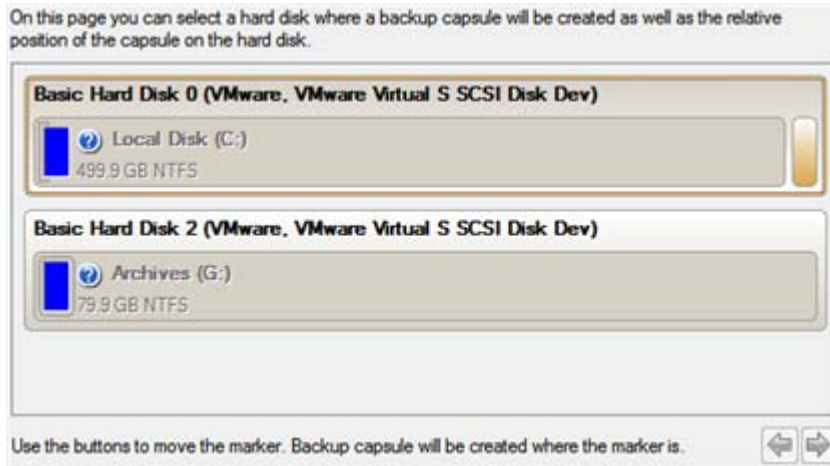 On this page you can select a hard disk where a backup capsule will be created as well as the relative
position of the capsule on the hard disk.
Basic Hard Disk 0 (VMware, VMware Virtual S SCSI Disk Dev)
Local Disk (C:)
499.9 GB NTFS
Basic Hard Disk 2 (VMware, VMware Virtual S SCSI Disk Dev)
Archives (G:)
79.9 GB NTFS
Use the buttons to move the marker. Backup capsule will be created where the marker is.